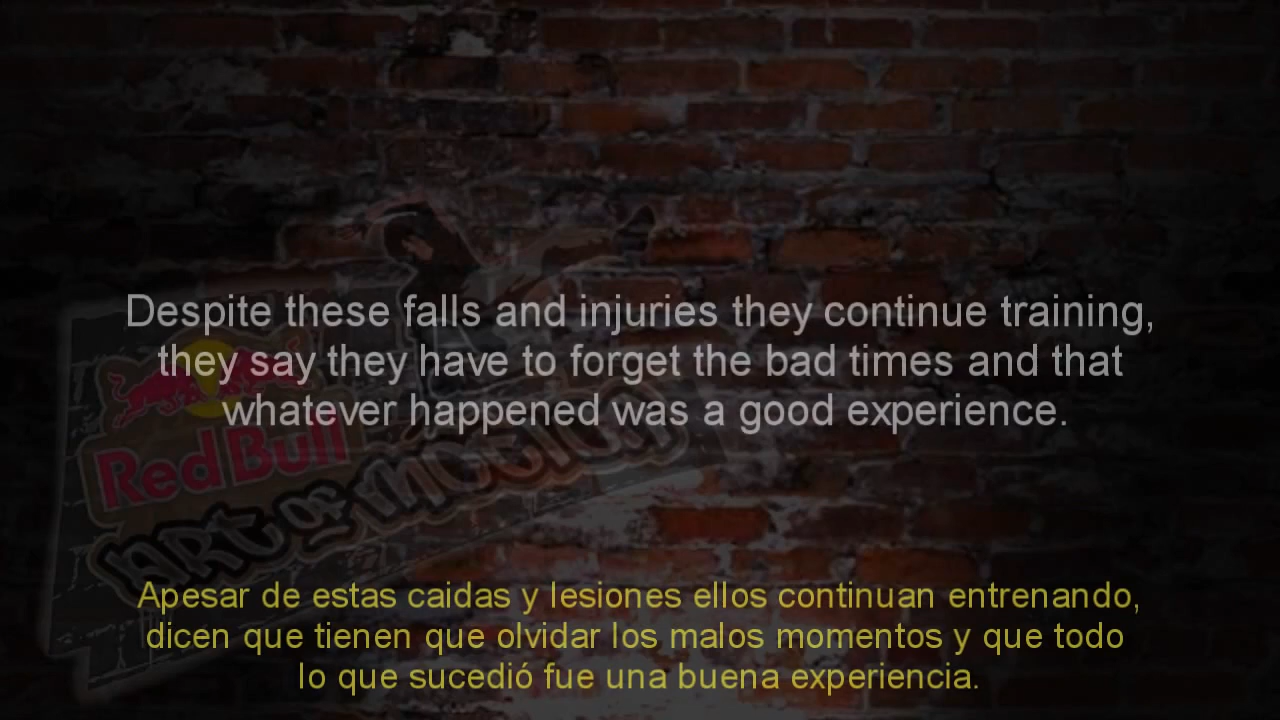 Despite these falls and injuries they continue training,
they say they have to forget the bad times and that
whatever happened was a good experience.
Red Bull
ART OF MOTION
Apesar de estas caidas y lesiones ellos continuan entrenando,
dicen que tienen que olvidar los malos momentos y que todo
lo que sucedió fue una buena experiencia.